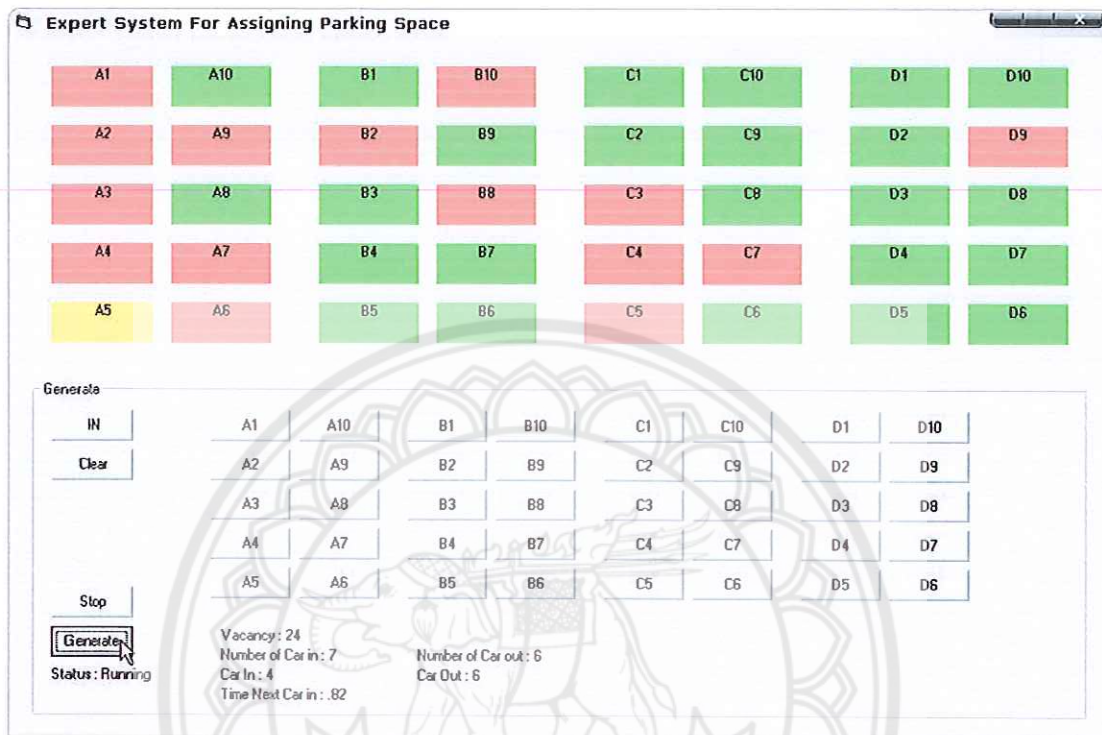 Expert System For Assigning Parking Space X
A1 A10 B1 B10 C1 C10 D1 D10
A2 A9 B2 B9 C2 C9 D2 D9
A3 A8 B3 B8 C3 C8 D3 D8
A4 A7 B4 B7 C4 C7 D4 D7
A5 A6 B5 B6 C5 C6 D5 D6
Generate
IN A1 A10 B1 B10 C1 C10 D1 D10
Clear A2 A9 B2 B9 C2 C9 D2 D9
A3 A8 B3 B8 C3 C8 D3 D8
A4 A7 B4 B7 C4 C7 D4 D7
A5 A6 B5 B6 C5 C6 D5 D6
Stop
Generate Vacancy : 24
Number of Car in : 7 Number of Car out : 6
Status : Running Car In : 4 Car Out : 6
Time Next Car in : .82